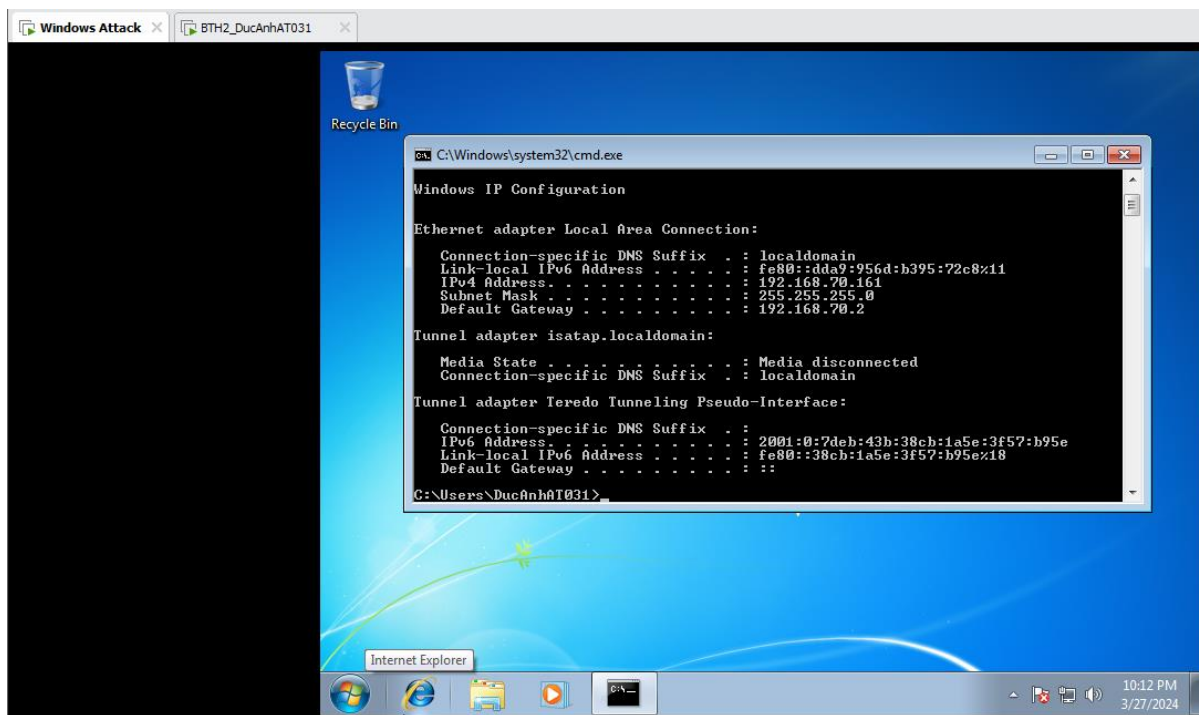 Windows Attack
BTH2_DucAnhAT031
Recycle Bin
C:\Windows\system32\cmd.exe
Windows IP Configuration
Ethernet adapter Local Area Connection:
Connection-specific DNS Suffix . : localdomain
Link-local IPv6 Address . . . . . : fe80::dda9:956d:b395:72c8%11
IPv4 Address. . . . . . . . . . . : 192.168.70.161
Subnet Mask . . . . . . . . . . . : 255.255.255.0
Default Gateway . . . . . . . . . : 192.168.70.2
Tunnel adapter isatap.localdomain:
Media State . . . . . . . . . . . : Media disconnected
Connection-specific DNS Suffix . : localdomain
Tunnel adapter Teredo Tunneling Pseudo-Interface:
Connection-specific DNS Suffix . :
IPv6 Address. . . . . . . . . . . : 2001:0:7deb:43b:38cb:1a5e:3f57:b95e
Link-local IPv6 Address . . . . . : fe80::38cb:1a5e:3f57:b95e%18
Default Gateway . . . . . . . . . : ::
C:\Users\DucAnhAT031>_
Internet Explorer
C:\_
10:12 PM
3/27/2024